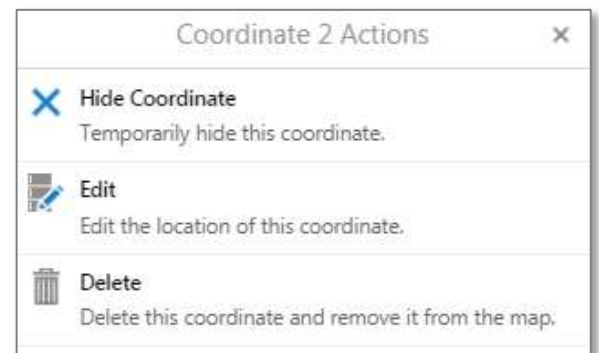 Coordinate 2 Actions
Hide Coordinate
Temporarily hide this coordinate.
Edit
Edit the location of this coordinate.
Delete
Delete this coordinate and remove it from the map.